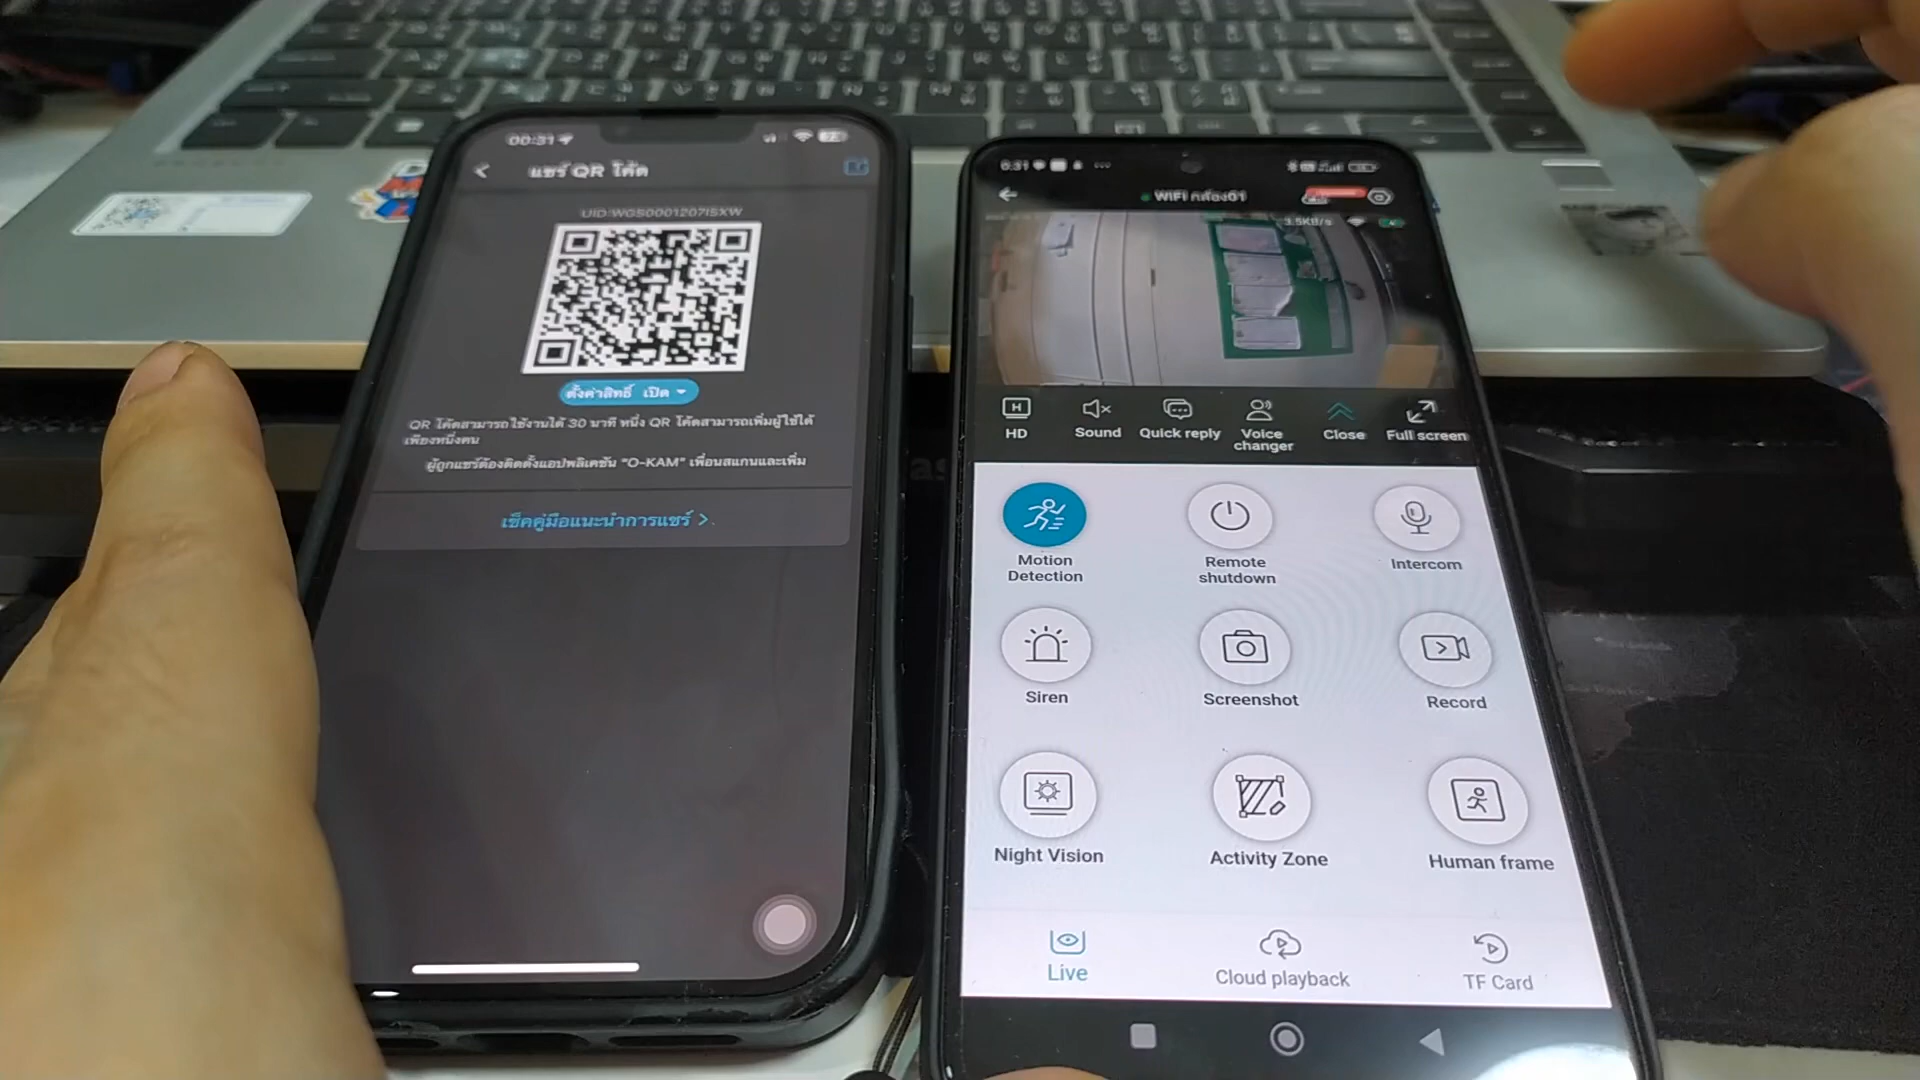 00:31
แชร์ QR โค้ด
UID:WGS0001207ISXW
ตั้งค่าสิทธิ์ เปิด
QR โค้ดสามารถใช้งานได้ 30 นาที หนึ่ง QR โค้ดสามารถเพิ่มผู้ใช้ได้
เพียงหนึ่งคน
ผู้ถูกแชร์ต้องติดตั้งแอปพลิเคชัน "O-KAM" เพื่อนสแกนและเพิ่ม
เช็คคู่มือแนะนำการแชร์ >
6:31
WIFI กล้อง01
3.5KB/s
HD
Sound
Quick reply
Voice
changer
Close
Full screen
Motion
Detection
Remote
shutdown
Intercom
Siren
Screenshot
Record
Night Vision
Activity Zone
Human frame
Live
Cloud playback
TF Card